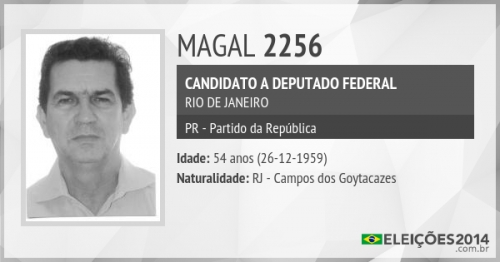 MAGAL 2256
CANDIDATO A DEPUTADO FEDERAL
RIO DE JANEIRO
PR - Partido da República
Idade: 54 anos (26-12-1959)
Naturalidade: RJ - Campos dos Goytacazes
ELEIÇÕES2014
.com.br